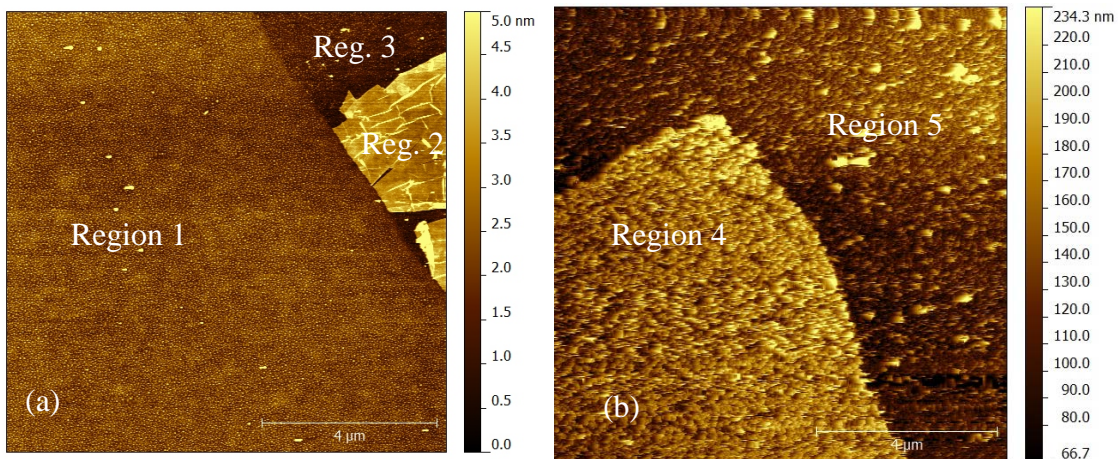 Reg. 3
Reg. 2
Region 1
(a)
4 µm
5.0 nm
4.5
4.0
3.5
3.0
2.5
2.0
1.5
1.0
0.5
0.0
Region 5
Region 4
(b)
4 µm
234.3 nm
220.0
210.0
200.0
190.0
180.0
170.0
160.0
150.0
140.0
130.0
120.0
110.0
100.0
90.0
80.0
66.7